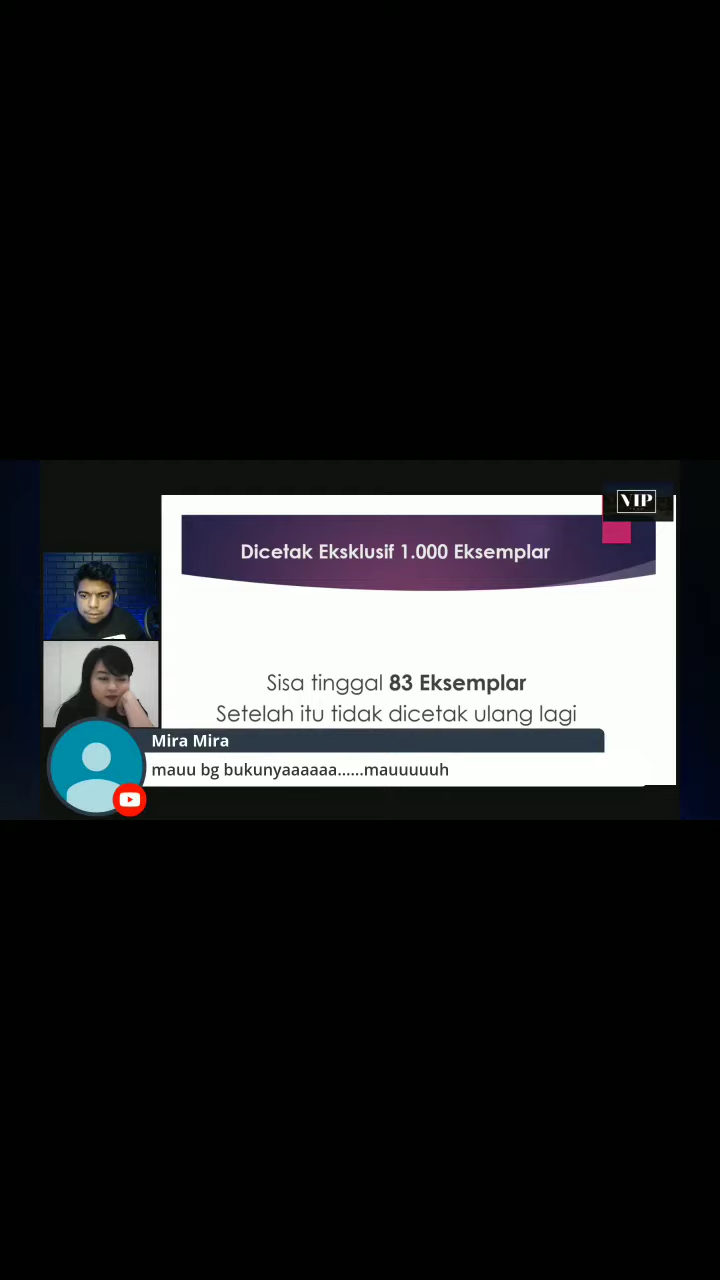 VIP
Dicetak Eksklusif 1.000 Eksemplar
Sisa tinggal 83 Eksemplar
Setelah itu tidak dicetak ulang lagi
Mira Mira
mauu bg bukunyaaaaaa......mauuuuuh